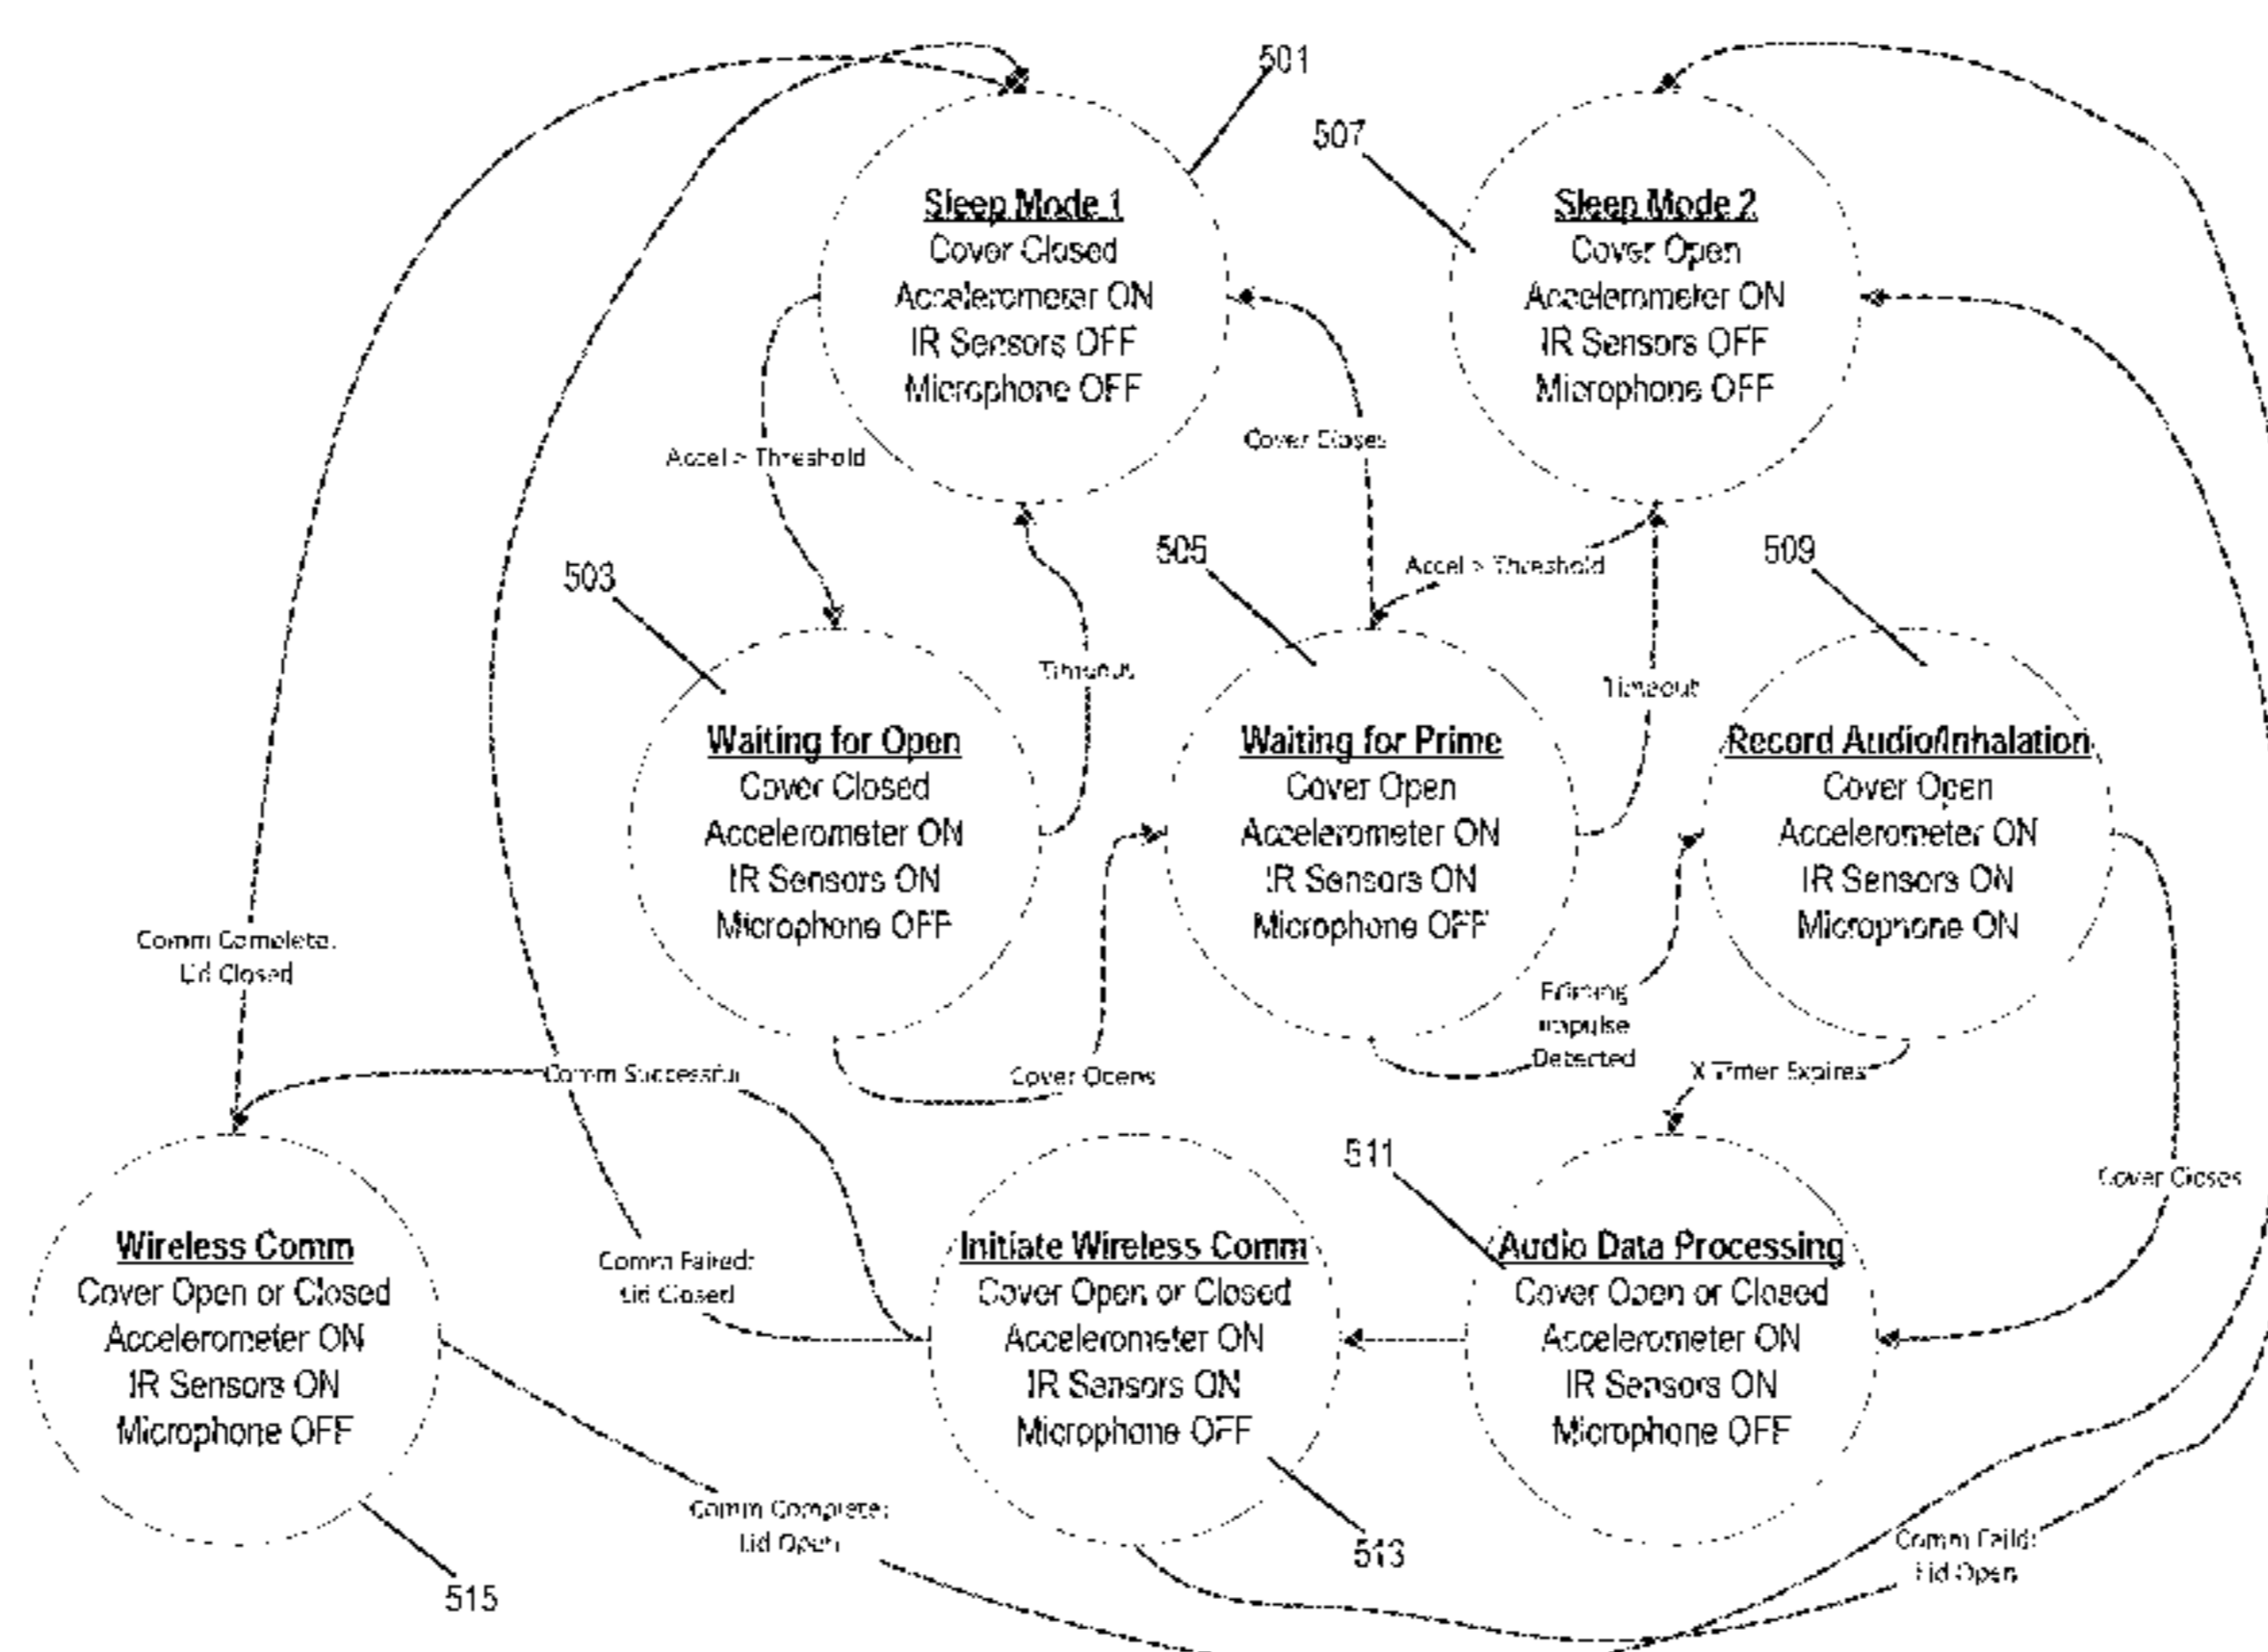 501
507
Sleep Mode 1
Cover Closed
Accelerometer ON
IR Sensors OFF
Microphone OFF
Sleep Mode 2
Cover Open
Accelerometer ON
IR Sensors OFF
Microphone OFF
Accel > Threshold
Cover Closes
503
505
Accel > Threshold
509
Timeout
Timeout
Waiting for Open
Cover Closed
Accelerometer ON
IR Sensors ON
Microphone OFF
Waiting for Prime
Cover Open
Accelerometer ON
IR Sensors ON
Microphone OFF
Record Audio/Inhalation
Cover Open
Accelerometer ON
IR Sensors ON
Microphone ON
Comm Complete:
Lid Closed
Priming
Impulse
Detected
Comm Successful
Cover Opens
X Timer Expires
511
Cover Closes
Wireless Comm
Cover Open or Closed
Accelerometer ON
IR Sensors ON
Microphone OFF
Comm Failed:
Lid Closed
Initiate Wireless Comm
Cover Open or Closed
Accelerometer ON
IR Sensors ON
Microphone OFF
Audio Data Processing
Cover Open or Closed
Accelerometer ON
IR Sensors ON
Microphone OFF
Comm Complete:
Lid Open
513
Comm Faild:
Lid Open
515